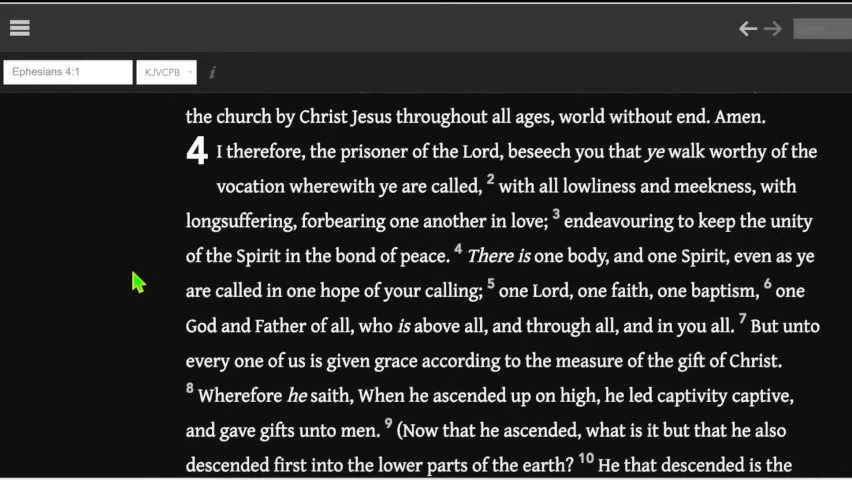 Ephesians 4:1
KJVCPB
i
the church by Christ Jesus throughout all ages, world without end. Amen.
4 I therefore, the prisoner of the Lord, beseech you that ye walk worthy of the
vocation wherewith ye are called, 2 with all lowliness and meekness, with
longsuffering, forbearing one another in love; 3 endeavouring to keep the unity
of the Spirit in the bond of peace. 4 There is one body, and one Spirit, even as ye
are called in one hope of your calling; 5 one Lord, one faith, one baptism, 6 one
God and Father of all, who is above all, and through all, and in you all. 7 But unto
every one of us is given grace according to the measure of the gift of Christ.
8 Wherefore he saith, When he ascended up on high, he led captivity captive,
and gave gifts unto men. 9 (Now that he ascended, what is it but that he also
descended first into the lower parts of the earth? 10 He that descended is the